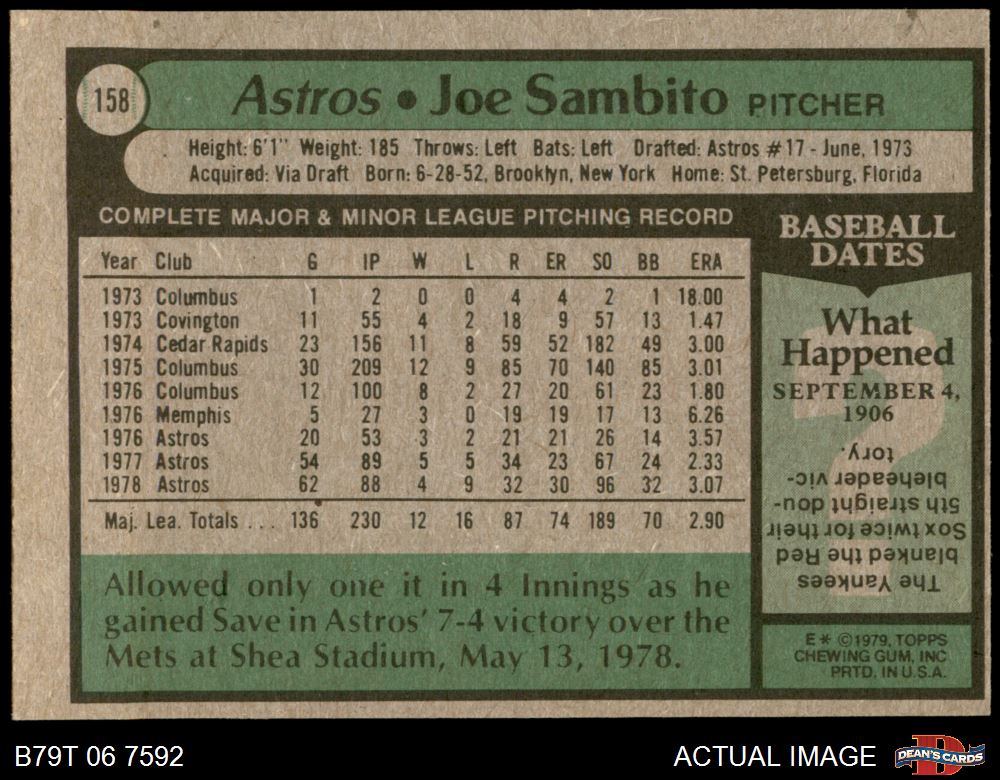 158
Astros • Joe Sambito PITCHER
Height: 6'1" Weight: 185 Throws: Left Bats: Left Drafted: Astros #17 - June, 1973
Acquired: Via Draft Born: 6-28-52, Brooklyn, New York Home: St. Petersburg, Florida
COMPLETE MAJOR & MINOR LEAGUE PITCHING RECORD
Year Club G IP W L R ER SO BB ERA
1973 Columbus 1 2 0 0 4 4 2 1 18.00
1973 Covington 11 55 4 2 18 9 57 13 1.47
1974 Cedar Rapids 23 156 11 8 59 52 182 49 3.00
1975 Columbus 30 209 12 9 85 70 140 85 3.01
1976 Columbus 12 100 8 2 27 20 61 23 1.80
1976 Memphis 5 27 3 0 19 19 17 13 6.26
1976 Astros 20 53 3 2 21 21 26 14 3.57
1977 Astros 54 89 5 5 34 23 67 24 2.33
1978 Astros 62 88 4 9 32 30 96 32 3.07
Maj. Lea. Totals ... 136 230 12 16 87 74 189 70 2.90
Allowed only one it in 4 Innings as he
gained Save in Astros' 7-4 victory over the
Mets at Shea Stadium, May 13, 1978.
BASEBALL
DATES
What
Happened
SEPTEMBER 4,
1906
The Yankees
blanked the Red
Sox twice for their
5th straight dou-
bleheader vic-
tory.
E * ©1979, TOPPS
CHEWING GUM, INC
PRTD. IN U.S.A.
B79T 06 7592
ACTUAL IMAGE
DEAN'S CARDS